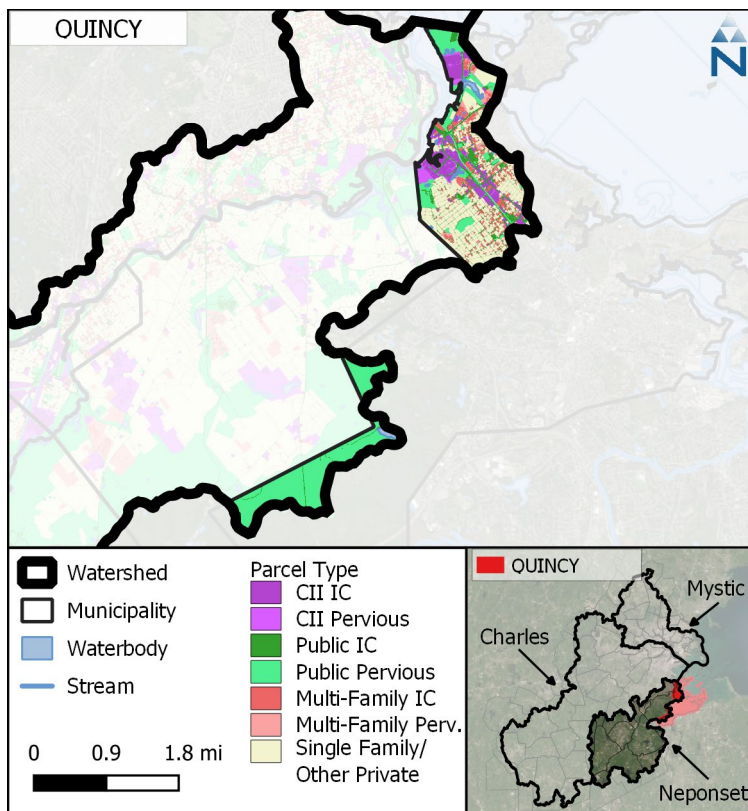 QUINCY
N
Watershed
Municipality
Waterbody
Stream
0 0.9 1.8 mi
Parcel Type
CII IC
CII Pervious
Public IC
Public Pervious
Multi-Family IC
Multi-Family Perv.
Single Family/
Other Private
QUINCY
Mystic
Charles
Neponset